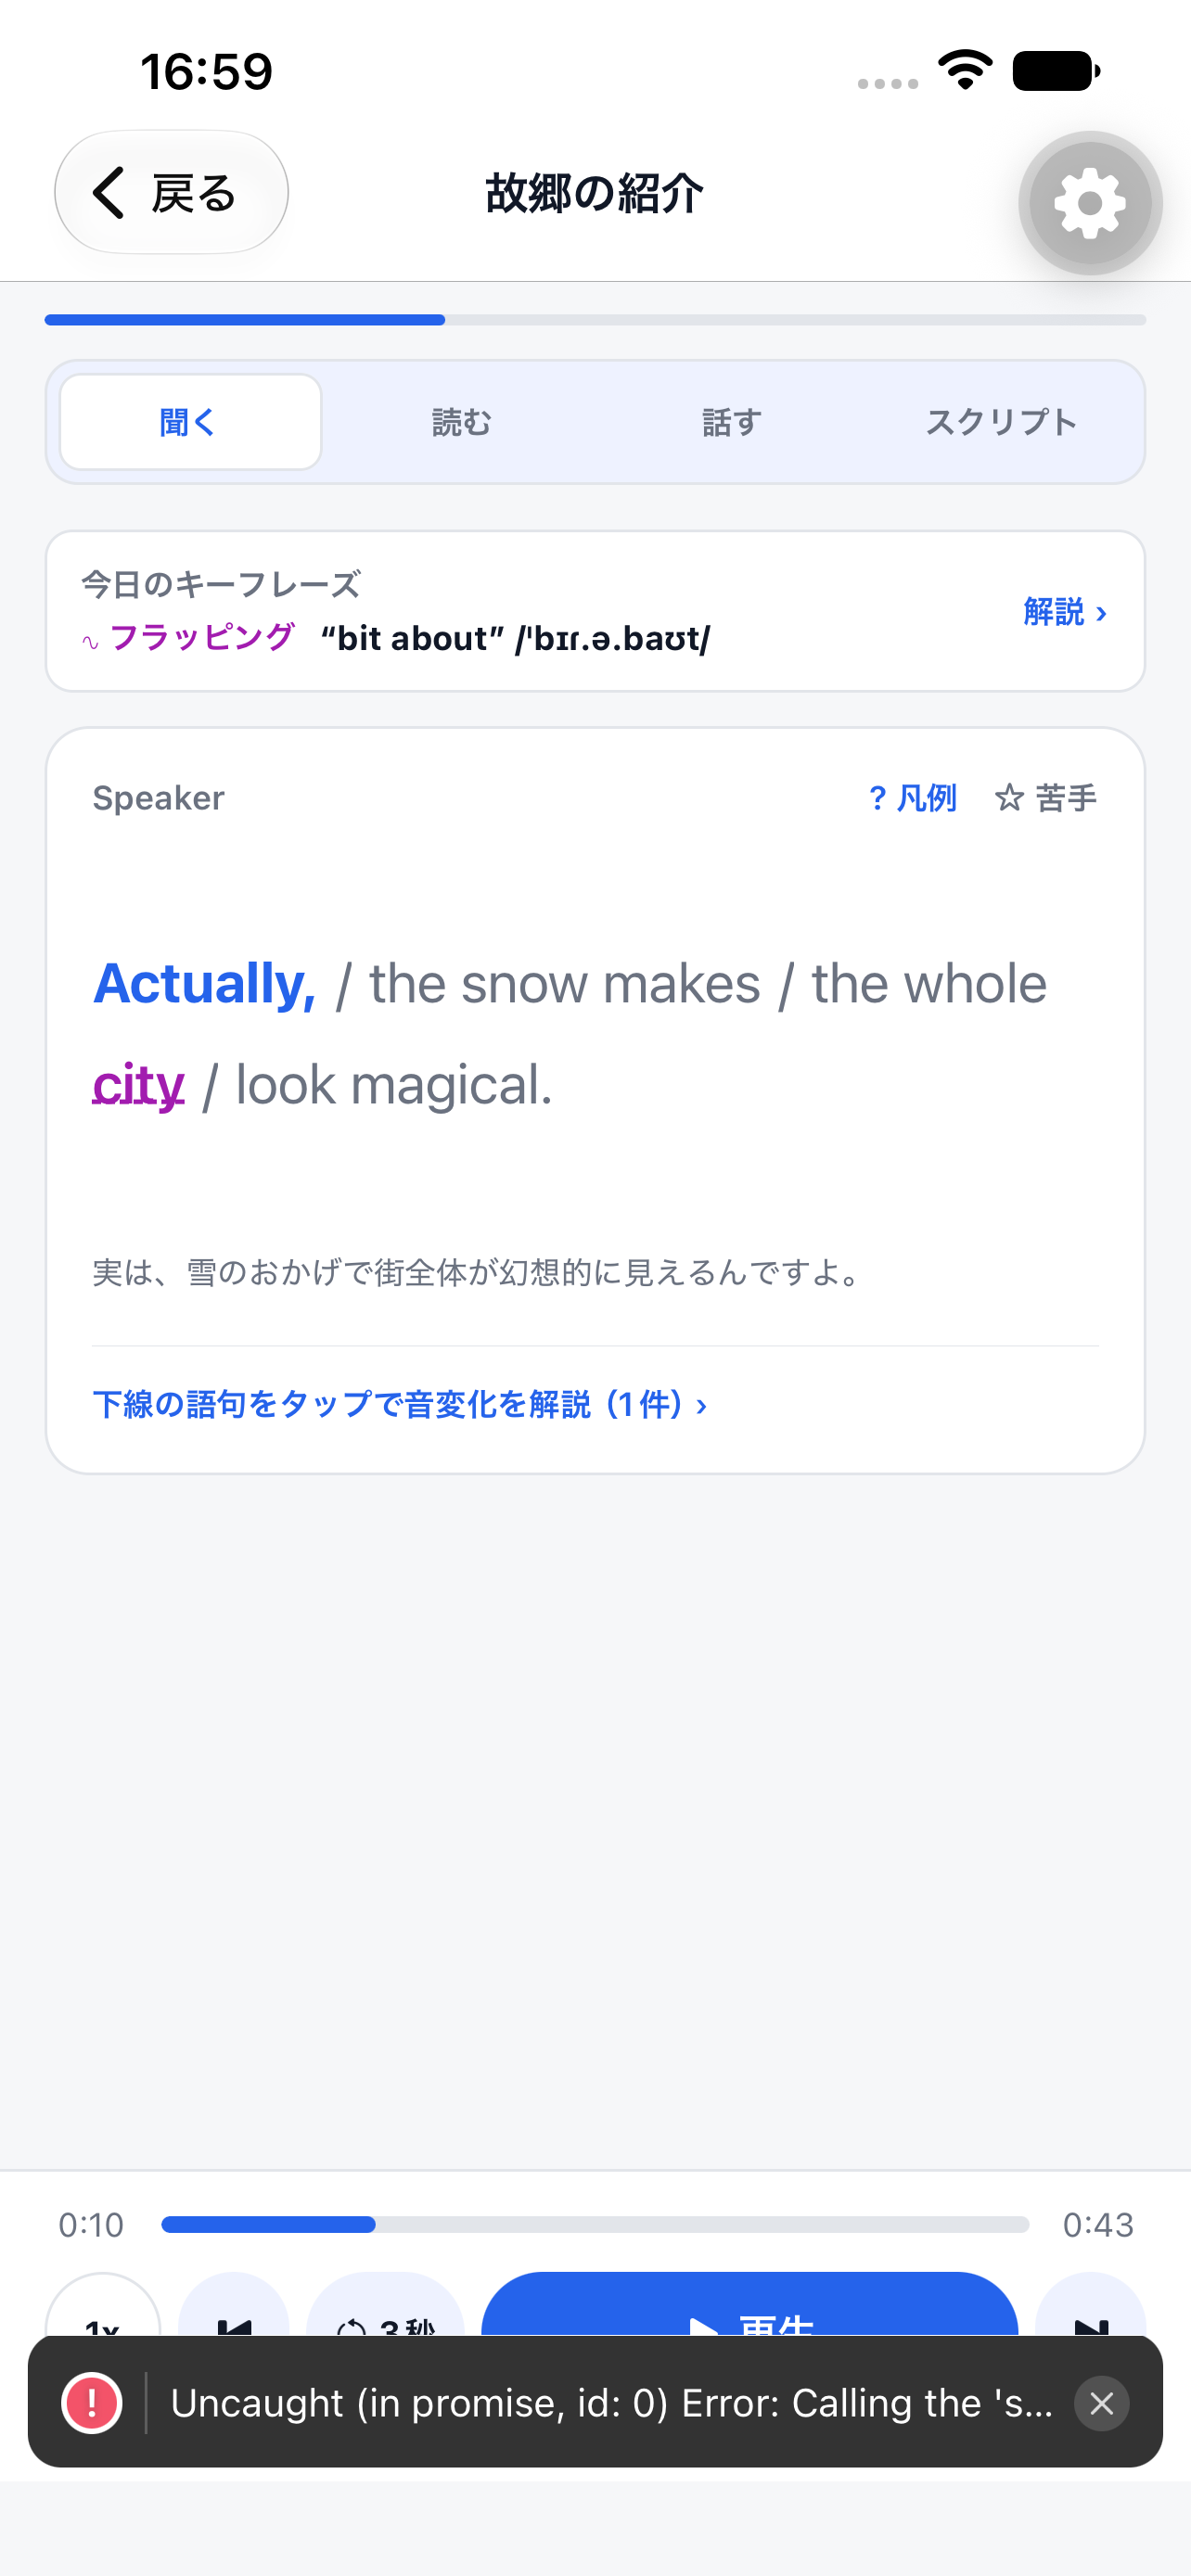 16:59
戻る
故郷の紹介
聞く 読む 話す スクリプト
今日のキーフレーズ
∿ フラッピング “bit about” /ˈbɪɾ.ə.baʊt/
解説 ›
Speaker
? 凡例 ☆ 苦手
Actually, / the snow makes / the whole
city / look magical.
実は、雪のおかげで街全体が幻想的に見えるんですよ。
下線の語句をタップで音変化を解説（1件） ›
0:10
0:43
1x
3秒
再生
Uncaught (in promise, id: 0) Error: Calling the 's...